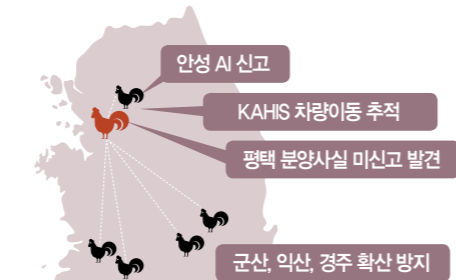 안성 AI 신고
KAHIS 차량이동 추적
평택 분양사실 미신고 발견
군산, 익산, 경주 확산 방지